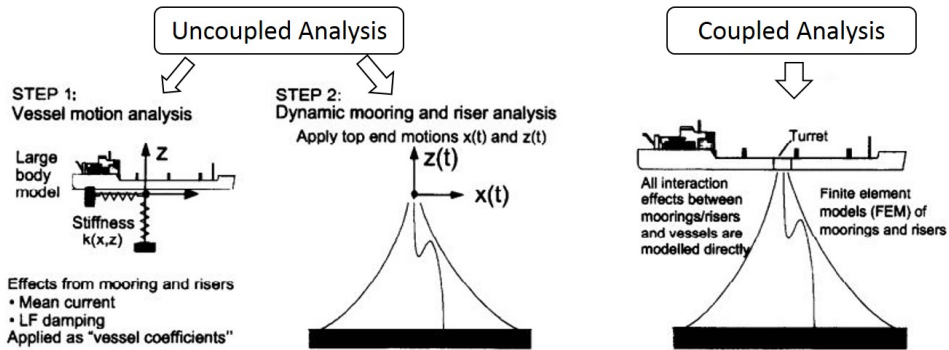 Uncoupled Analysis
STEP 1:
Vessel motion analysis
Large
body
model
Z
Stiffness
k(x,z)
Effects from mooring and risers
• Mean current
• LF damping
Applied as "vessel coefficients"
STEP 2:
Dynamic mooring and riser analysis
Apply top end motions x(t) and z(t)
z(t)
x(t)
Coupled Analysis
Turret
All interaction
effects between
moorings/risers
and vessels are
modelled directly
Finite element
models (FEM) of
moorings and risers